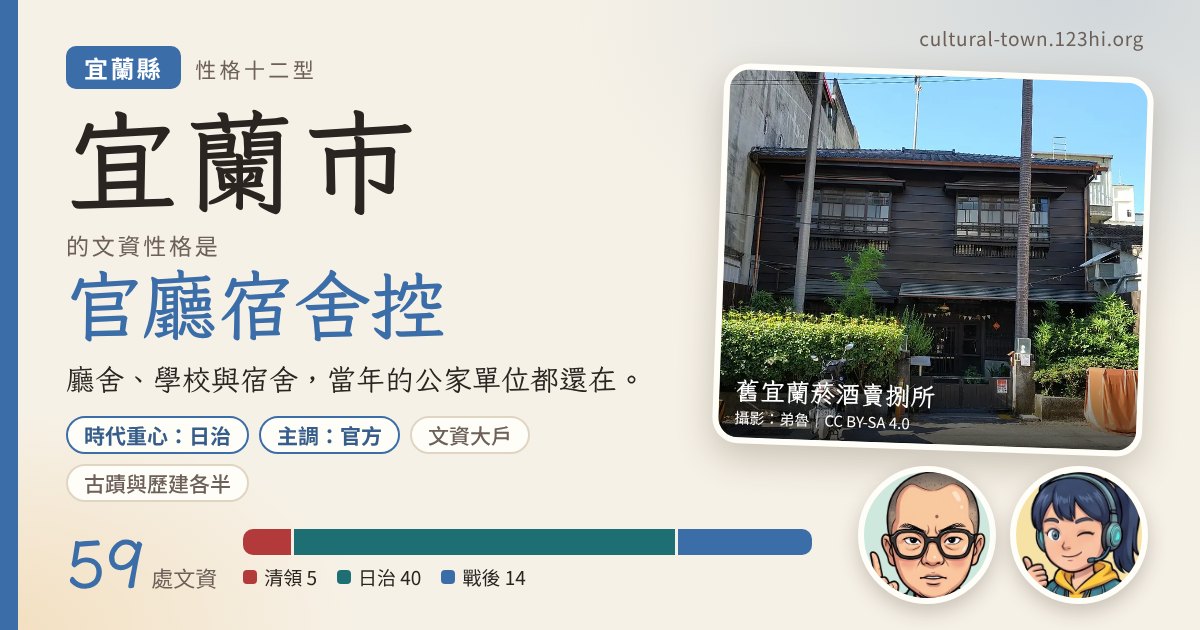 cultural-town.123hi.org
宜蘭縣 性格十二型
宜蘭市
的文資性格是
官廳宿舍控
廳舍、學校與宿舍，當年的公家單位都還在。
時代重心：日治 主調：官方 文資大戶
古蹟與歷建各半
59 處文資
清領 5 日治 40 戰後 14
舊宜蘭菸酒賣捌所
攝影：弟魯｜CC BY-SA 4.0